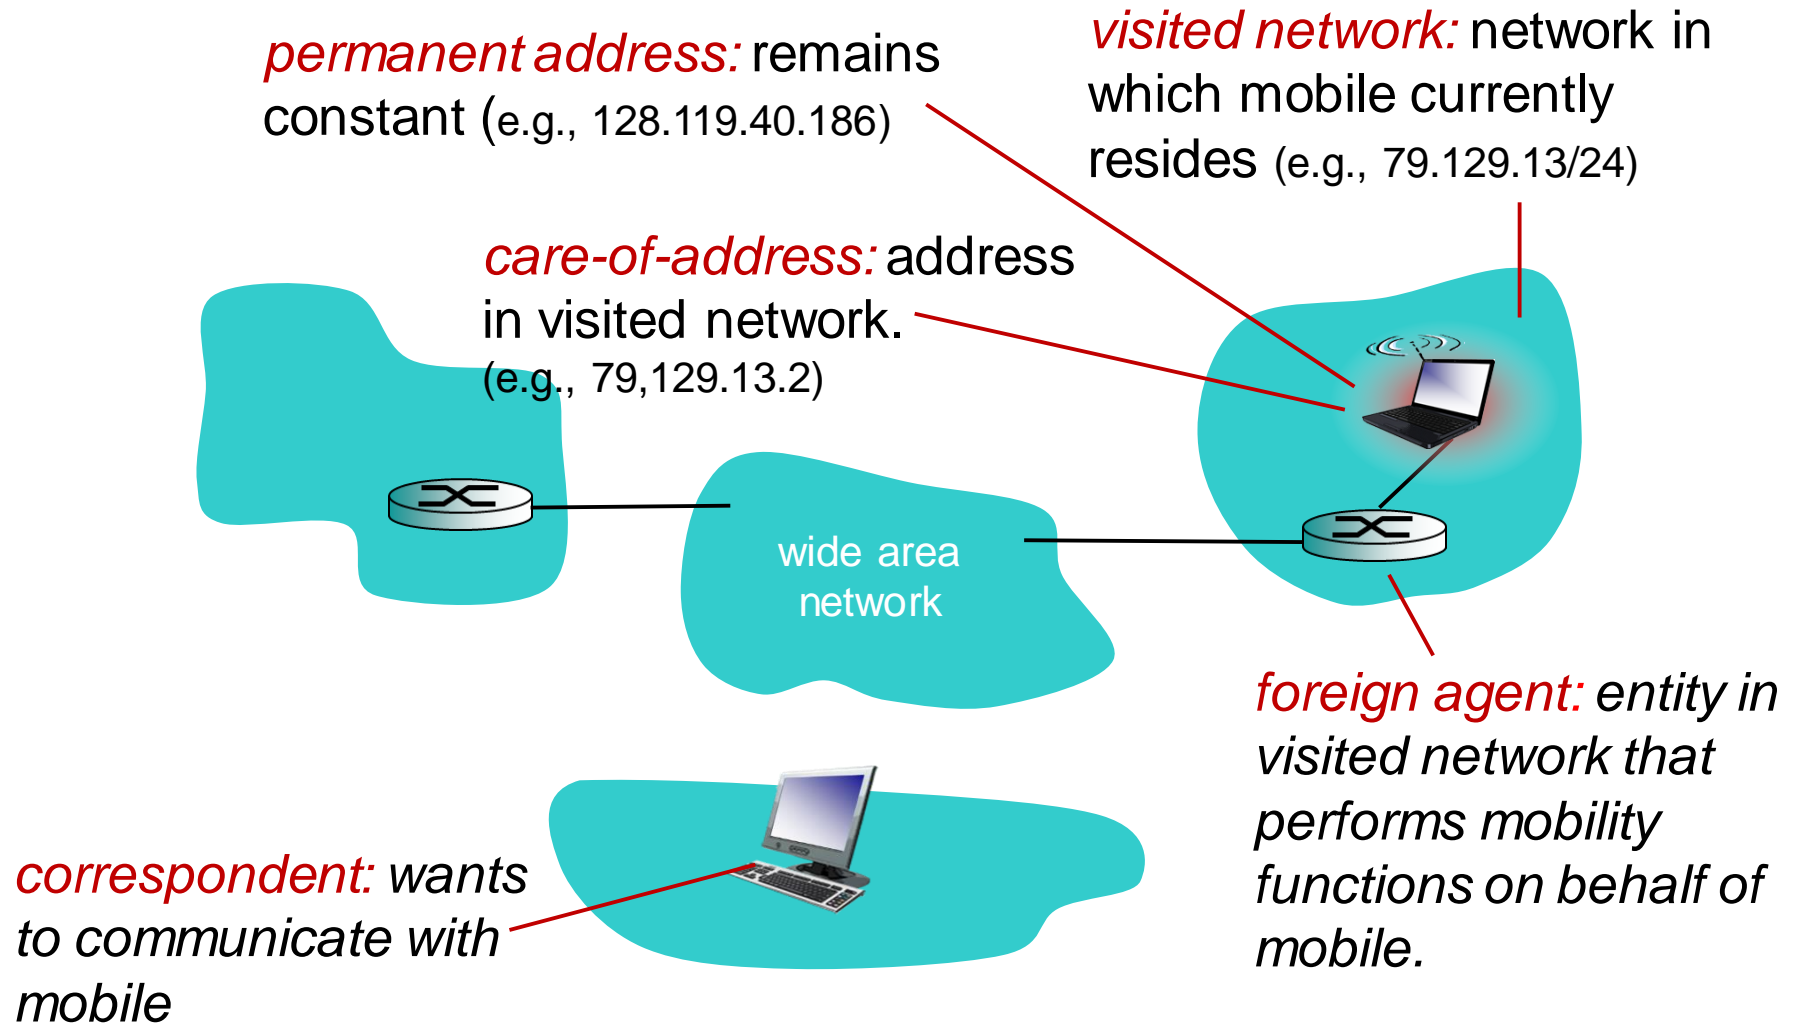 permanent address: remains
constant (e.g., 128.119.40.186)
visited network: network in
which mobile currently
resides (e.g., 79.129.13/24)
care-of-address: address
in visited network.
(e.g., 79,129.13.2)
wide area
network
foreign agent: entity in
visited network that
performs mobility
functions on behalf of
mobile.
correspondent: wants
to communicate with
mobile